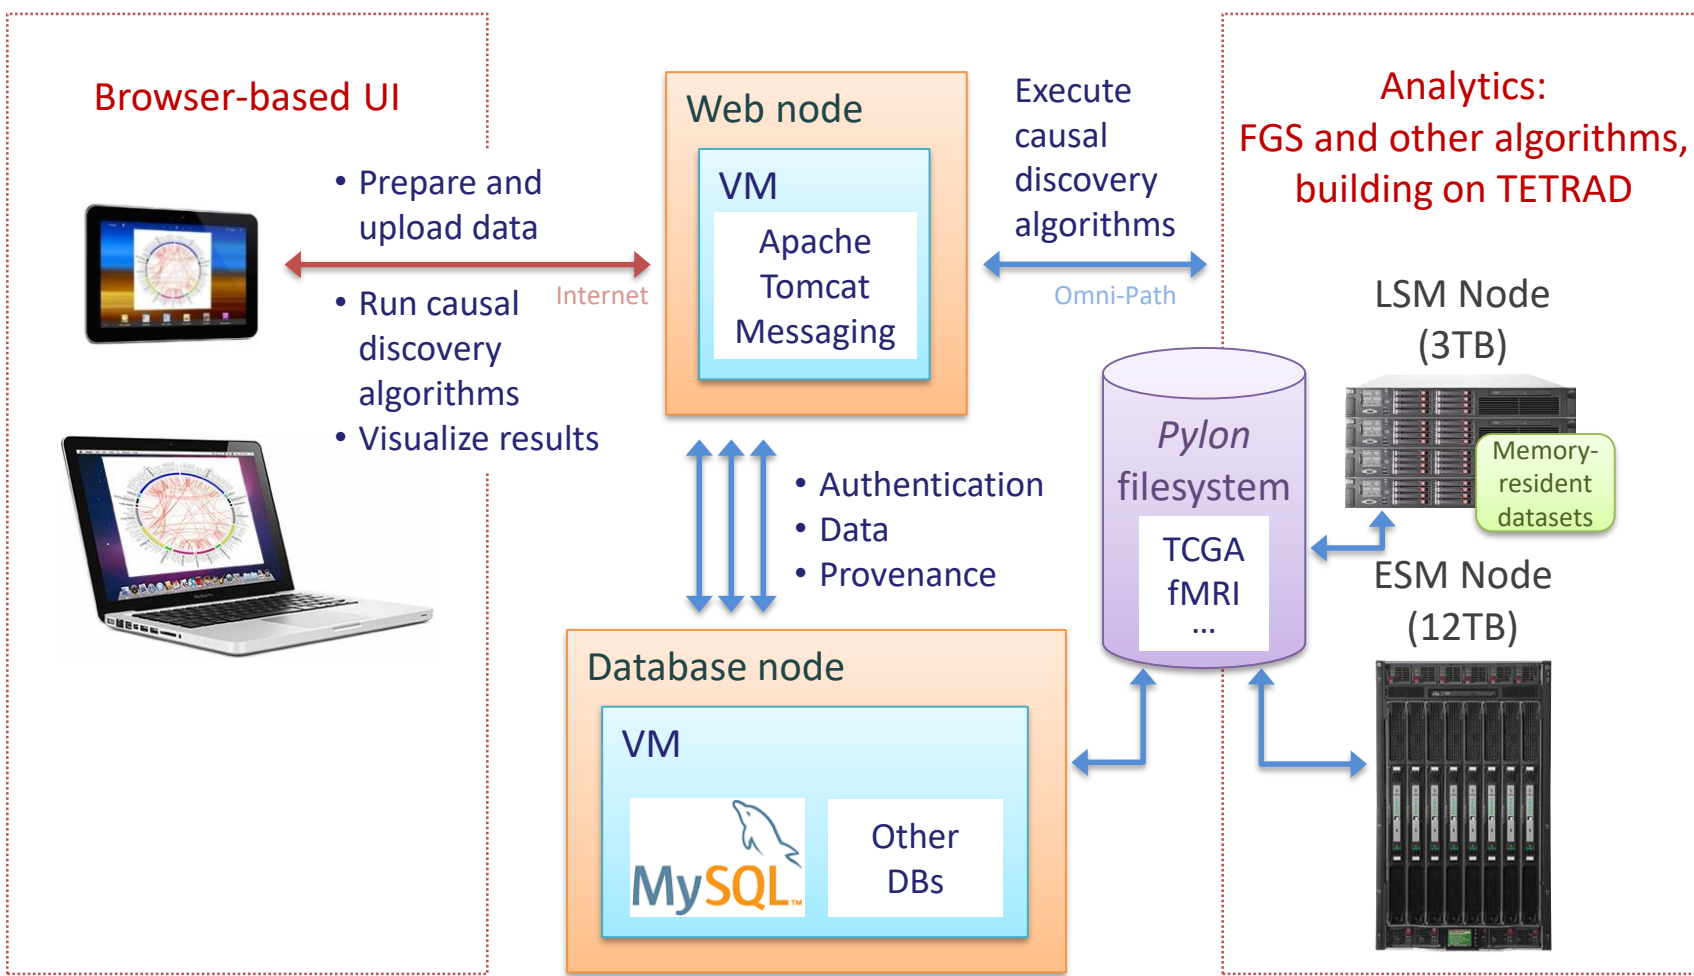 Browser-based UI
• Prepare and
upload data
Internet
• Run causal
discovery
algorithms
• Visualize results
Web node
VM
Apache
Tomcat
Messaging
Execute
causal
discovery
algorithms
Omni-Path
Analytics:
FGS and other algorithms,
building on TETRAD
LSM Node
(3TB)
Memory-
resident
datasets
Pylon
filesystem
TCGA
fMRI
...
ESM Node
(12TB)
• Authentication
• Data
• Provenance
Database node
VM
MySQL™
Other
DBs